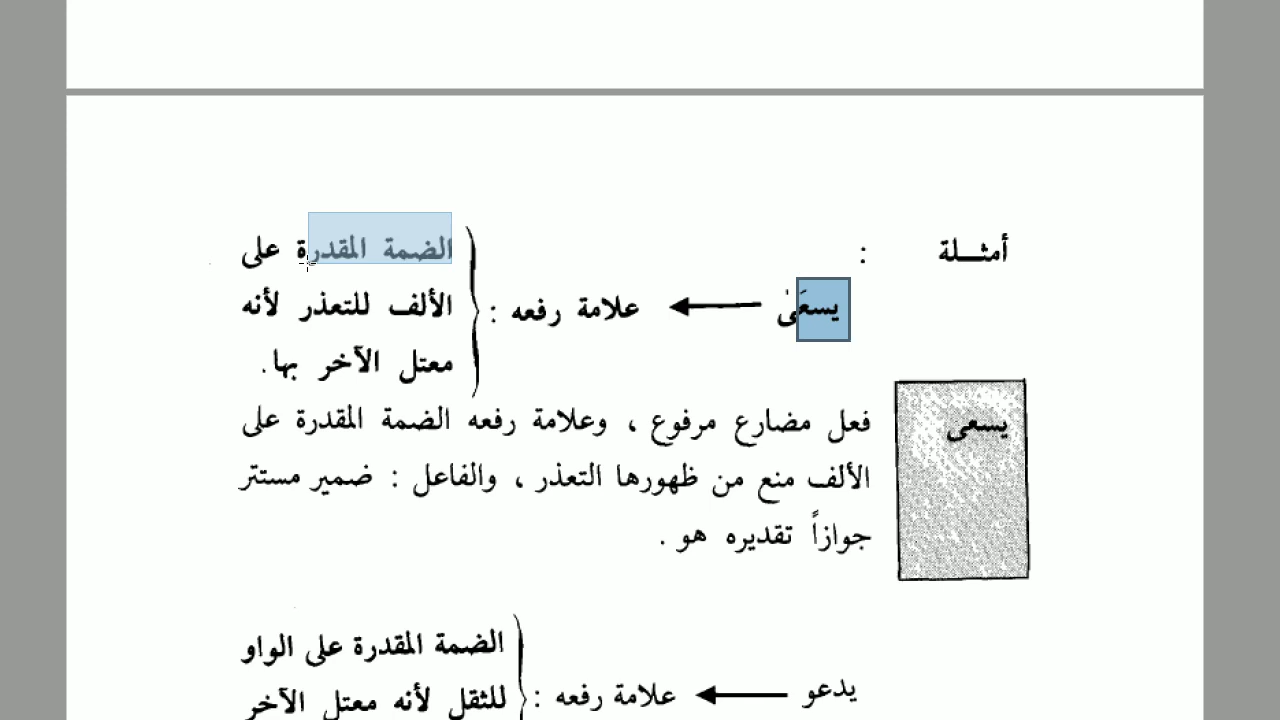 أمثلة :
يسعَىٰ ← علامة رفعه :
الضمة المقدرة على
الألف للتعذر لأنه
معتل الآخر بها.
يسعى
فعل مضارع مرفوع ، وعلامة رفعه الضمة المقدرة على
الألف منع من ظهورها التعذر ، والفاعل : ضمير مستتر
جوازاً تقديره هو .
يدعو ← علامة رفعه :
الضمة المقدرة على الواو
للثقل لأنه معتل الآخر